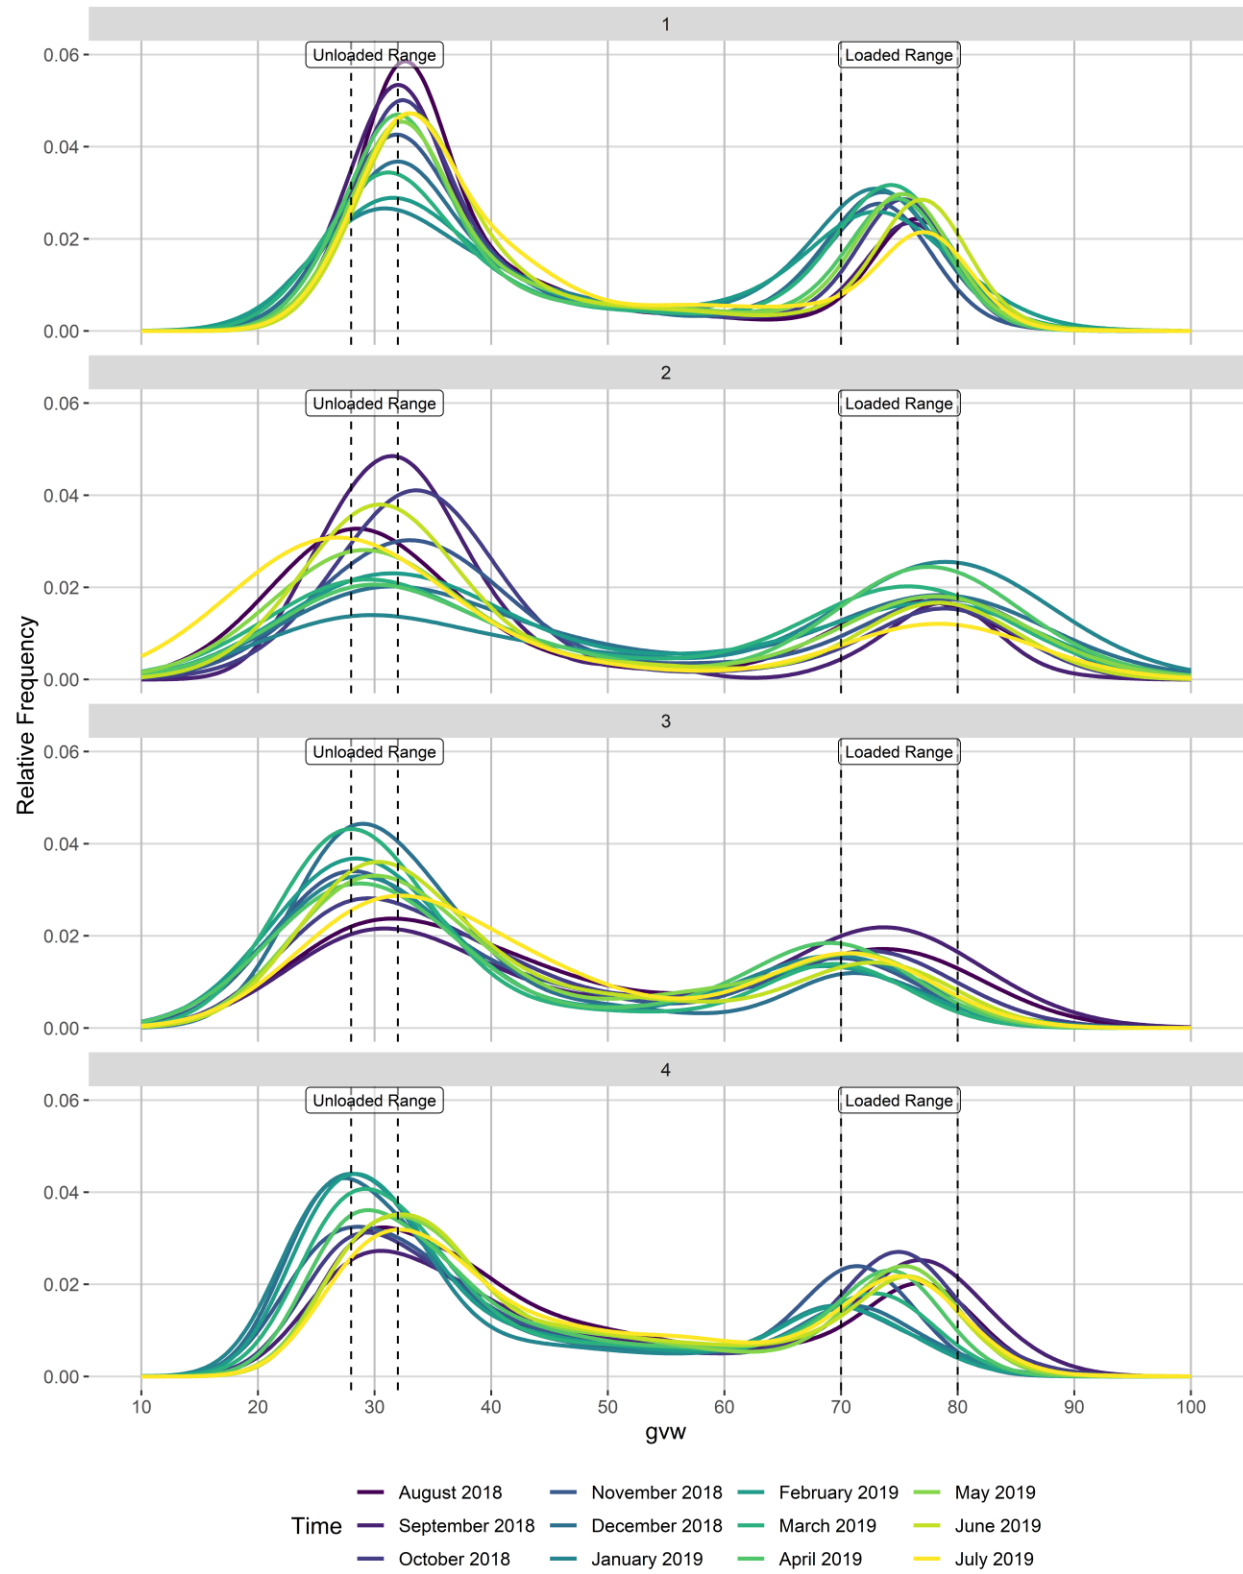 1
Unloaded Range
Loaded Range
0.06
0.04
0.02
0.00
2
Unloaded Range
Loaded Range
0.06
0.04
0.02
0.00
Relative Frequency
3
Unloaded Range
Loaded Range
0.06
0.04
0.02
0.00
4
Unloaded Range
Loaded Range
0.06
0.04
0.02
0.00
10 20 30 40 50 60 70 80 90 100
gvw
Time
August 2018 November 2018 February 2019 May 2019
September 2018 December 2018 March 2019 June 2019
October 2018 January 2019 April 2019 July 2019